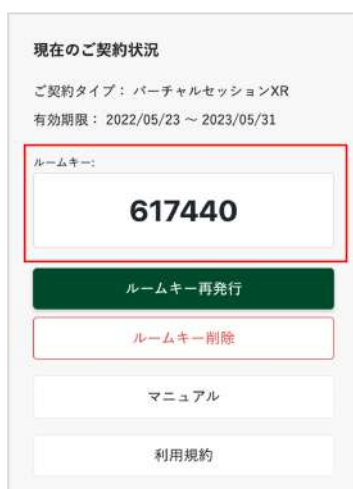 現在のご契約状況
ご契約タイプ： バーチャルセッションXR
有効期限： 2022/05/23 ～ 2023/05/31
ルームキー:
617440
ルームキー再発行
ルームキー削除
マニュアル
利用規約